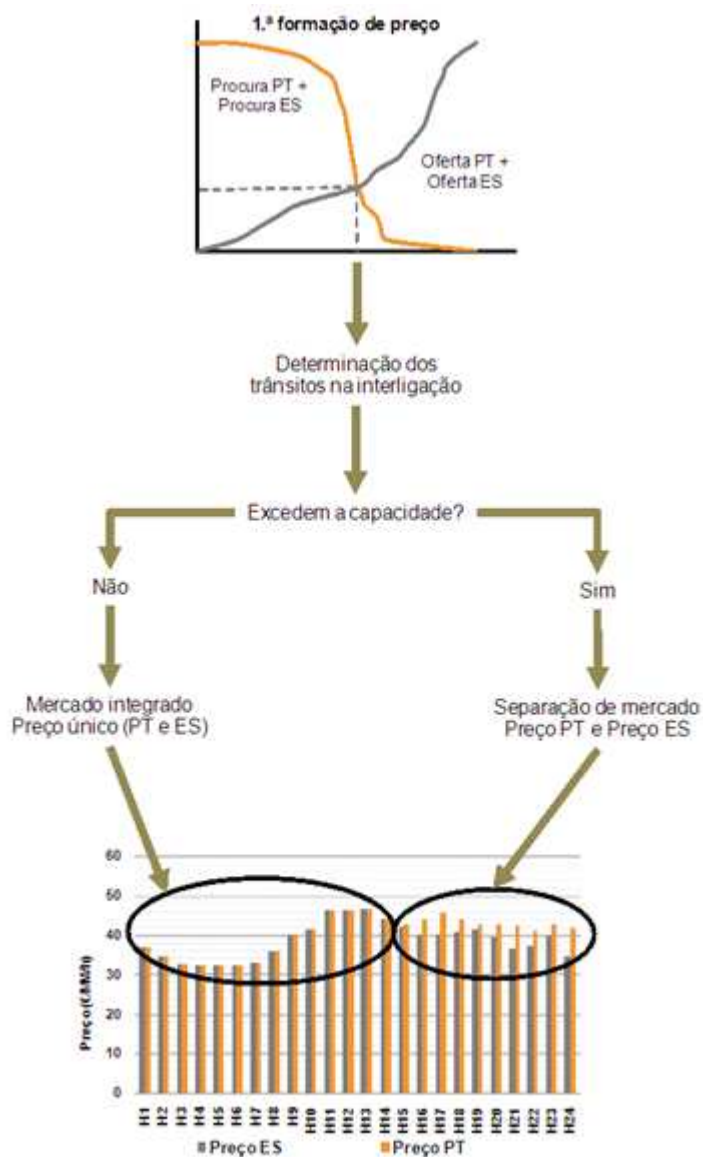 1.ª formação de preço
Procura PT +
Procura ES
Oferta PT +
Oferta ES
Determinação dos
trânsitos na interligação
Excedem a capacidade?
Não
Sim
Mercado integrado
Preço único (PT e ES)
Separação de mercado
Preço PT e Preço ES
Preço (€/MWh)
60
50
40
30
20
10
0
H1
H2
H3
H4
H5
H6
H7
H8
H9
H10
H11
H12
H13
H14
H15
H16
H17
H18
H19
H20
H21
H22
H23
H24
Preço ES
Preço PT